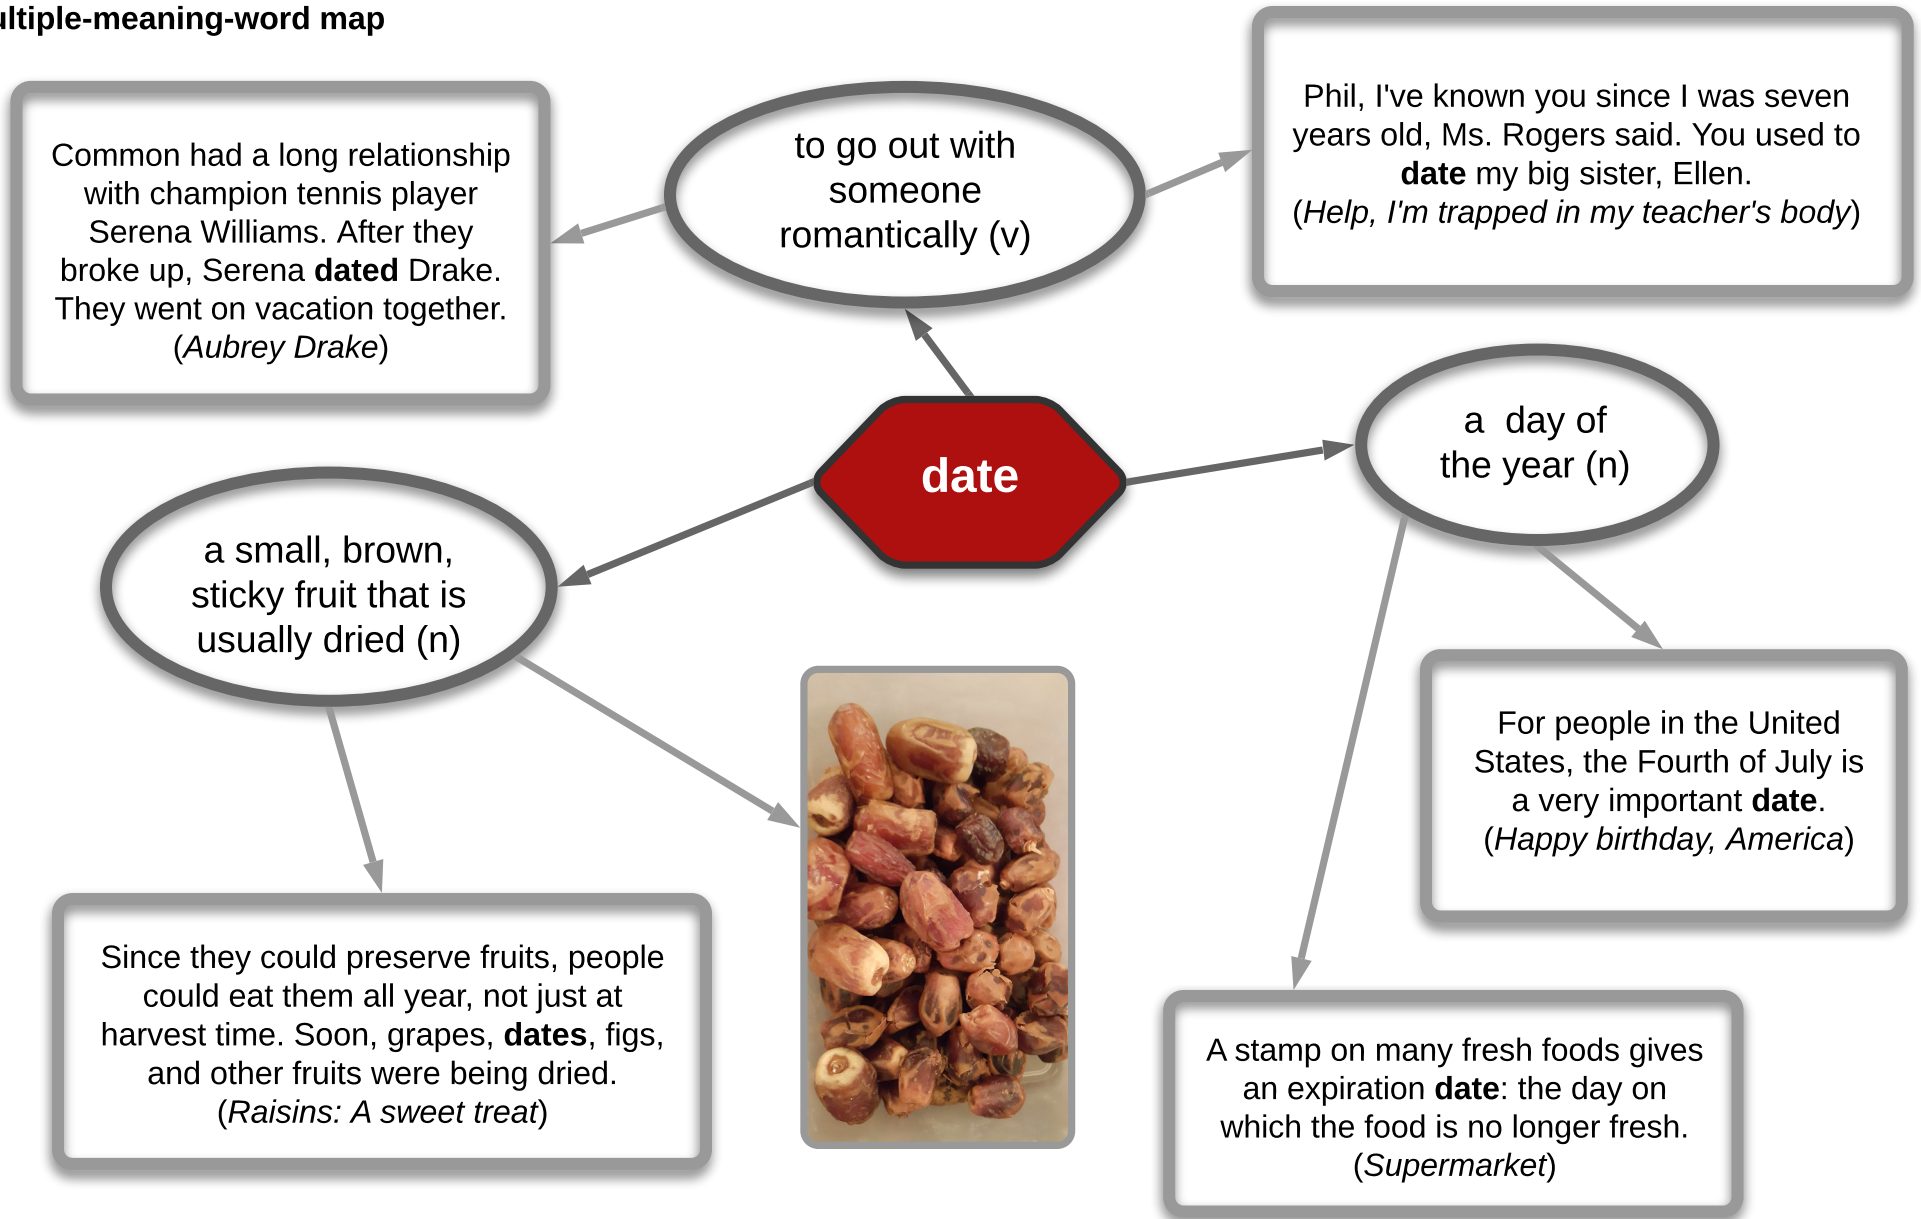 ultiple-meaning-word map
Common had a long relationship
with champion tennis player
Serena Williams. After they
broke up, Serena dated Drake.
They went on vacation together.
(Aubrey Drake)
to go out with
someone
romantically (v)
Phil, I've known you since I was seven
years old, Ms. Rogers said. You used to
date my big sister, Ellen.
(Help, I'm trapped in my teacher's body)
date
a  day of
the year (n)
a small, brown,
sticky fruit that is
usually dried (n)
For people in the United
States, the Fourth of July is
a very important date.
(Happy birthday, America)
Since they could preserve fruits, people
could eat them all year, not just at
harvest time. Soon, grapes, dates, figs,
and other fruits were being dried.
(Raisins: A sweet treat)
A stamp on many fresh foods gives
an expiration date: the day on
which the food is no longer fresh.
(Supermarket)